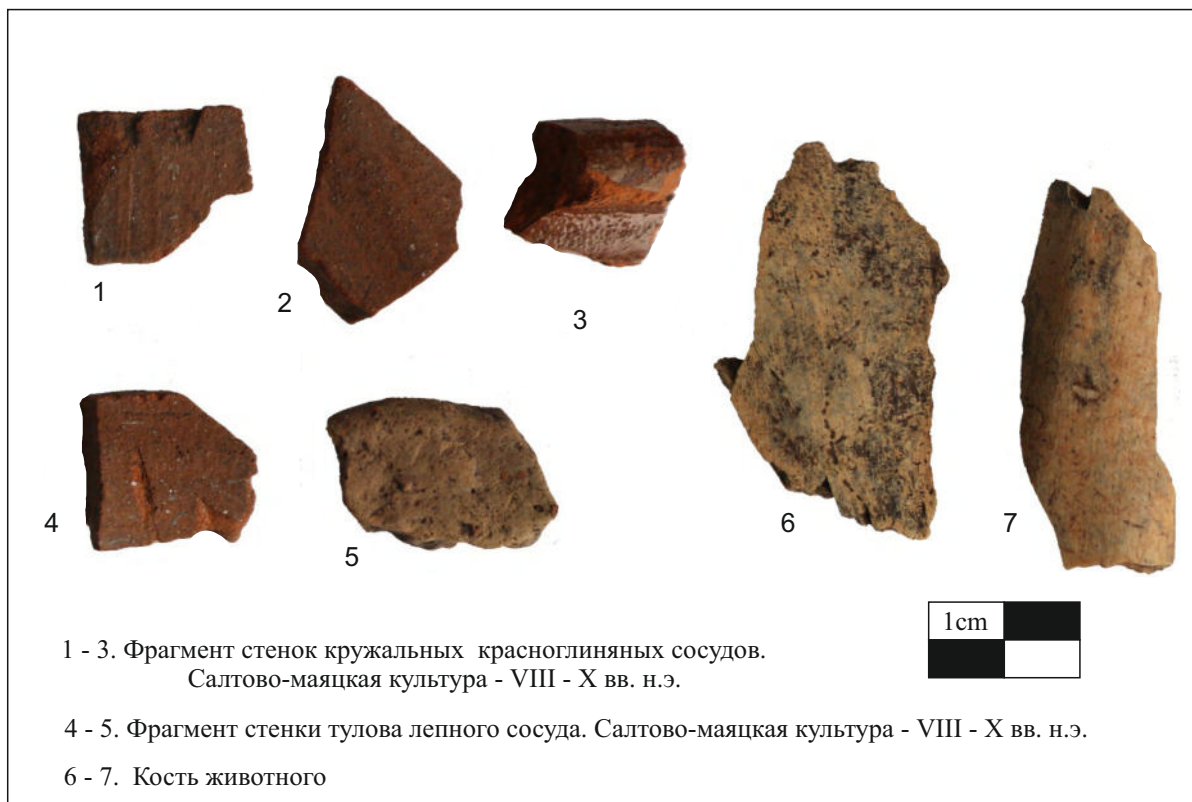 1
2
3
4
5
6
7
1cm
1 - 3. Фрагмент стенок кружальных красноглиняных сосудов.
Салтово-маяцкая культура - VIII - X вв. н.э.
4 - 5. Фрагмент стенки тулова лепного сосуда. Салтово-маяцкая культура - VIII - X вв. н.э.
6 - 7. Кость животного